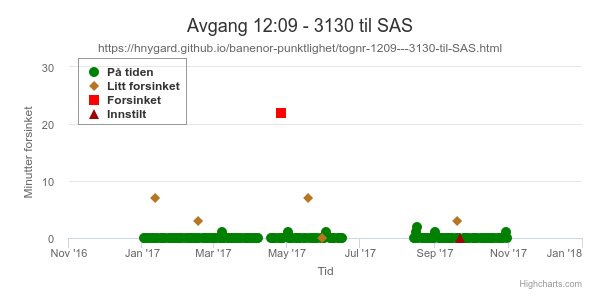 Avgang 12:09 - 3130 til SAS
https://hnygard.github.io/banenor-punktlighet/tognr-1209---3130-til-SAS.html
På tiden
Litt forsinket
Forsinket
Innstilt
Minutter forsinket
30
20
10
0
Nov '16
Jan '17
Mar '17
May '17
Jul '17
Sep '17
Nov '17
Jan '18
Tid
Highcharts.com